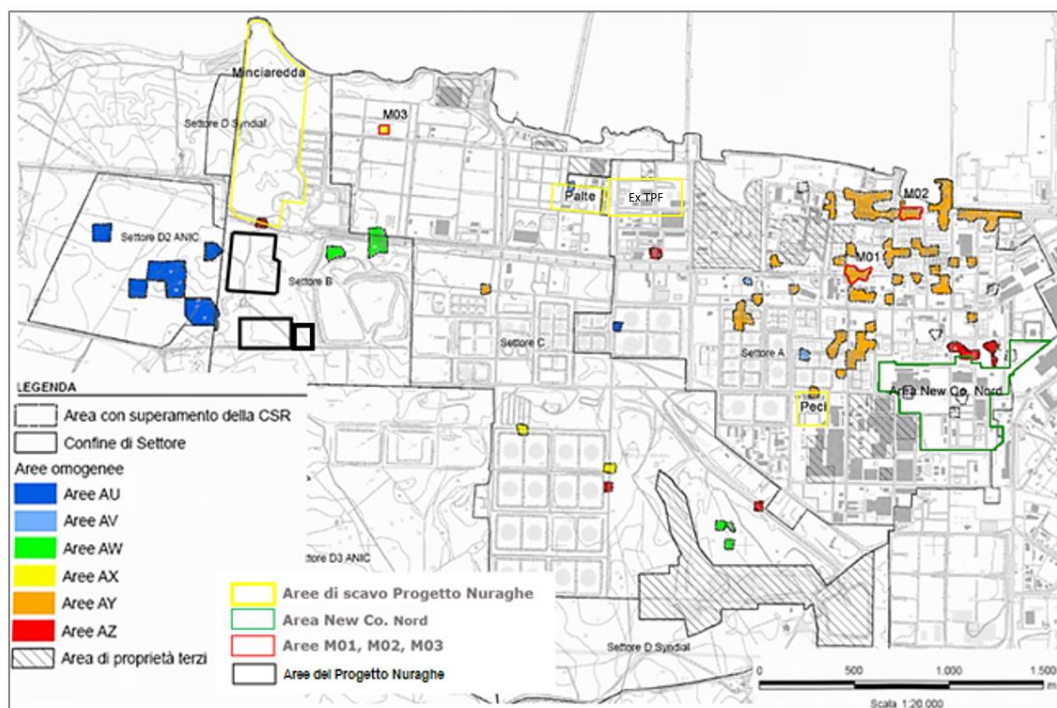 Minciaredda
M03
Settore D Syndial
Palte
Ex TPF
M02
Settore D2 ANIC
M01
Settore B
Settore C
Settore A
Area New Co. Nord
Peci
LEGENDA
Area con superamento della CSR
Confine di Settore
Aree omogenee
Aree AU
Aree AV
Aree AW
Aree AX
Aree AY
Aree AZ
Area di proprietà terzi
ttore D3 ANIC
Aree di scavo Progetto Nuraghe
Area New Co. Nord
Aree M01, M02, M03
Aree del Progetto Nuraghe
Settore D Syndial
0 500 1.000 1.500
m
Scala 1:20.000